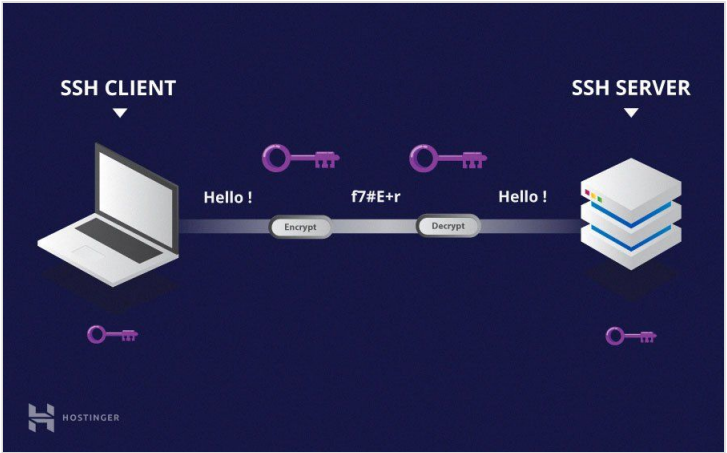 SSH CLIENT
SSH SERVER
Hello !
f7#E+r
Hello !
Encrypt
Decrypt
HOSTINGER